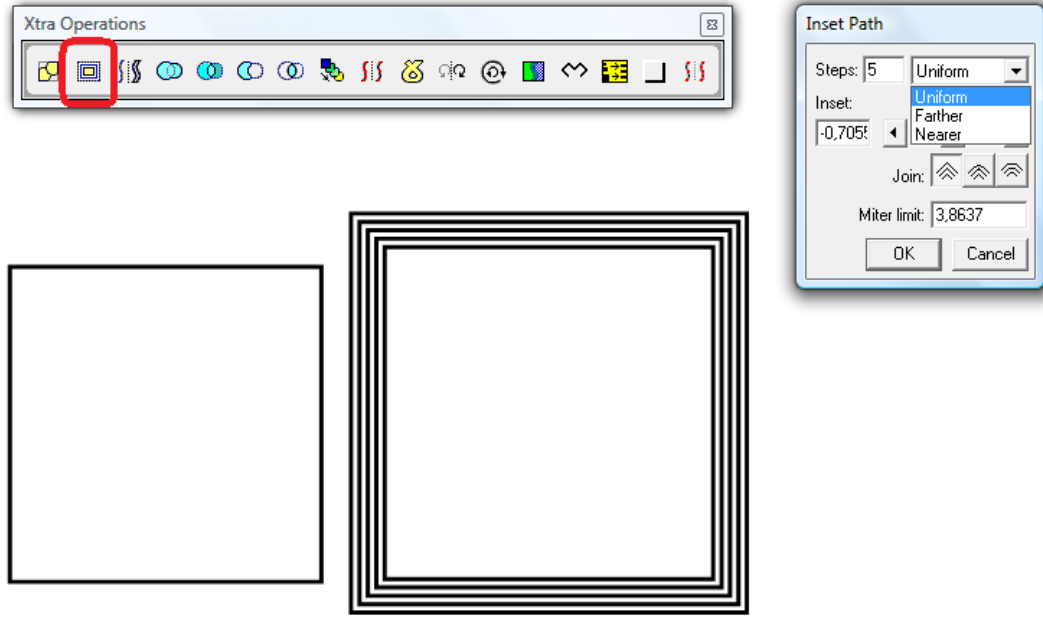 Xtra Operations
Inset Path
Steps: 5 Uniform
Inset: Uniform
Farther
-0,705 Nearer
Join:
Miter limit: 3,8637
OK Cancel